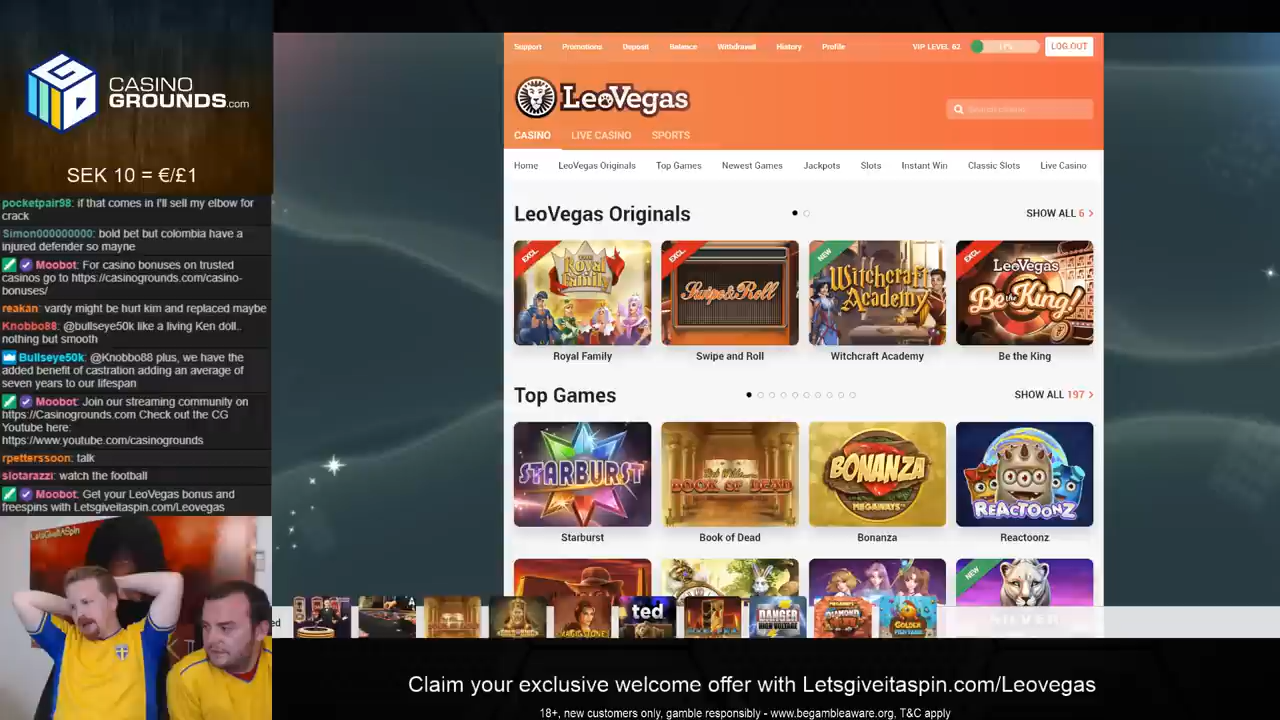 CASINO
GROUNDS.com
SEK 10 = €/£1
pocketpair98: if that comes in I'll sell my elbow for
crack
Simon000000000: bold bet but colombia have a
injured defender so mayne
Moobot: For casino bonuses on trusted
casinos go to https://casinogrounds.com/casino-
bonuses/
reakan: vardy might be hurt kim and replaced maybe
Knobbo88: @bullseye50k like a living Ken doll..
nothing but smooth
Bullseye50k: @Knobbo88 plus, we have the
added benefit of castration adding an average of
seven years to our lifespan
Moobot: Join our streaming community on
https://Casinogrounds.com Check out the CG
Youtube here:
https://www.youtube.com/casinogrounds
rpetterssoon: talk
slotarazzi: watch the football
Moobot: Get your LeoVegas bonus and
freespins with Letsgiveitaspin.com/Leovegas
LetsGiveItASpin
Support Promotions Deposit Balance Withdrawal History Profile VIP LEVEL 62 LOG OUT
LeoVegas
Search casino
CASINO LIVE CASINO SPORTS
Home LeoVegas Originals Top Games Newest Games Jackpots Slots Instant Win Classic Slots Live Casino
LeoVegas Originals SHOW ALL 6 >
EXCL. Royal Family EXCL. Swipe & Roll NEW Witchcraft Academy EXCL. LeoVegas Be the King!
Royal Family Swipe and Roll Witchcraft Academy Be the King
Top Games SHOW ALL 197 >
STARBURST BOOK OF DEAD BONANZA MEGAWAYS REACTOONZ
Starburst Book of Dead Bonanza Reactoonz
NEW
ted DANGER HIGH VOLTAGE DIAMOND GOLDEN
Claim your exclusive welcome offer with Letsgiveitaspin.com/Leovegas
18+, new customers only, gamble responsibly - www.begambleaware.org, T&C apply